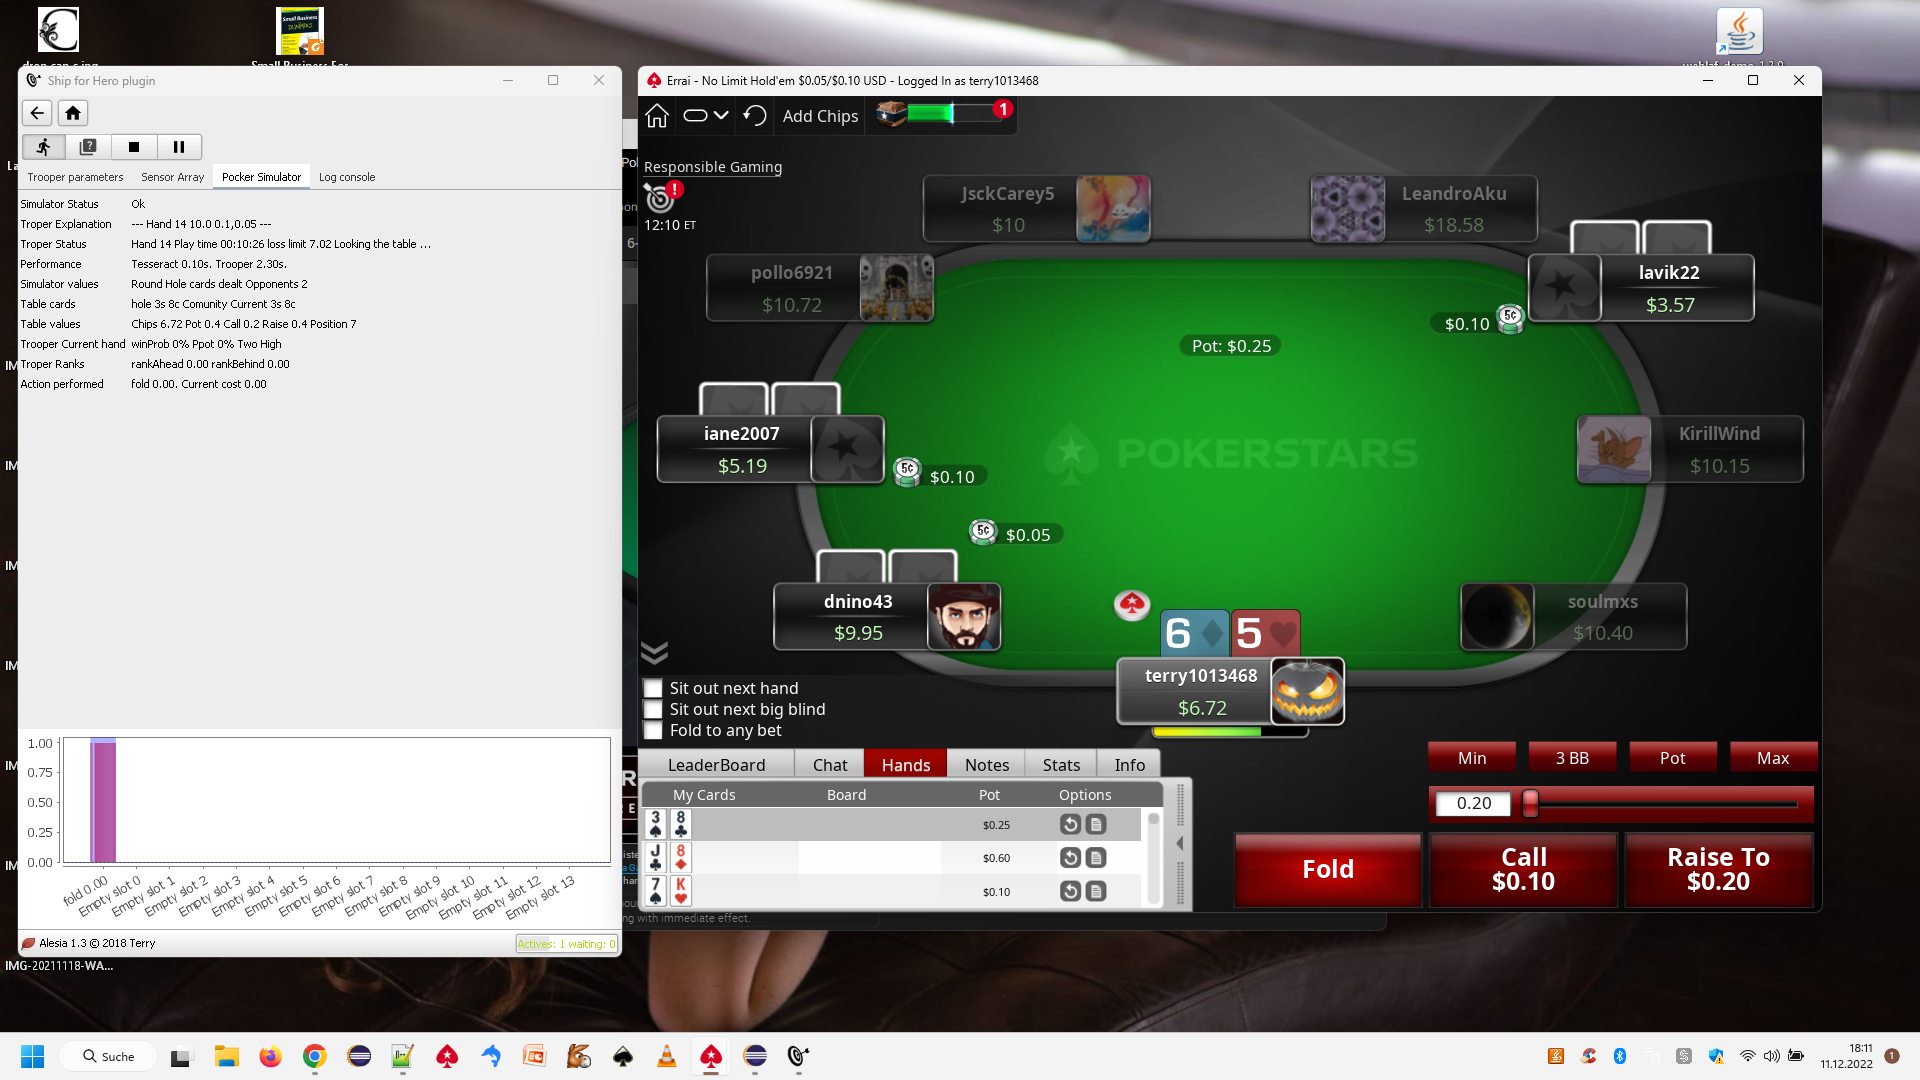 Ship for Hero plugin
Trooper parameters
Sensor Array
Pocker Simulator
Log console
Simulator Status Ok
Troper Explanation --- Hand 14 10.0 0.1,0.05 ---
Troper Status Hand 14 Play time 00:10:26 loss limit 7.02 Looking the table ...
Performance Tesseract 0.10s. Trooper 2.30s.
Simulator values Round Hole cards dealt Opponents 2
Table cards hole 3s 8c Comunity Current 3s 8c
Table values Chips 6.72 Pot 0.4 Call 0.2 Raise 0.4 Position 7
Trooper Current hand winProb 0% Ppot 0% Two High
Troper Ranks rankAhead 0.00 rankBehind 0.00
Action performed fold 0.00. Current cost 0.00
1.00
0.75
0.50
0.25
0.00
fold 0.00
Empty slot 0
Empty slot 1
Empty slot 2
Empty slot 3
Empty slot 4
Empty slot 5
Empty slot 6
Empty slot 7
Empty slot 8
Empty slot 9
Empty slot 10
Empty slot 11
Empty slot 12
Empty slot 13
Alesia 1.3 © 2018 Terry
Actives: 1 waiting: 0
IMG-20211118-WA...
Errai - No Limit Hold'em $0.05/$0.10 USD - Logged In as terry1013468
Add Chips
1
Responsible Gaming
12:10 ET
JsckCarey5
$10
LeandroAku
$18.58
pollo6921
$10.72
lavik22
$3.57
$0.10
5¢
Pot: $0.25
iane2007
$5.19
5¢
$0.10
POKERSTARS
KirillWind
$10.15
5¢
$0.05
dnino43
$9.95
6
5
soulmxs
$10.40
terry1013468
$6.72
Sit out next hand
Sit out next big blind
Fold to any bet
LeaderBoard
Chat
Hands
Notes
Stats
Info
My Cards Board Pot Options
3 8 $0.25
J 8 $0.60
7 K $0.10
Min
3 BB
Pot
Max
0.20
Fold
Call
$0.10
Raise To
$0.20
ng with immediate effect.
Suche
18:11
11.12.2022
1